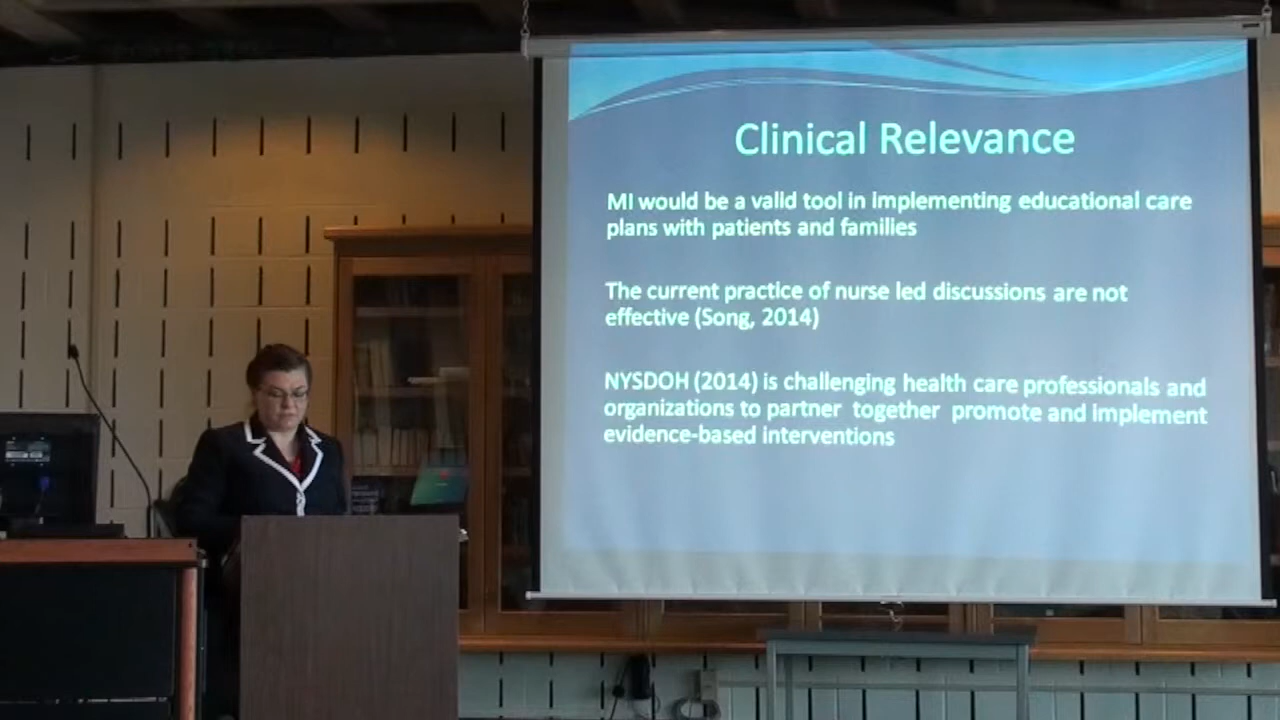 Clinical Relevance
MI would be a valid tool in implementing educational care
plans with patients and families
The current practice of nurse led discussions are not
effective (Song, 2014)
NYSDOH (2014) is challenging health care professionals and
organizations to partner together promote and implement
evidence-based interventions